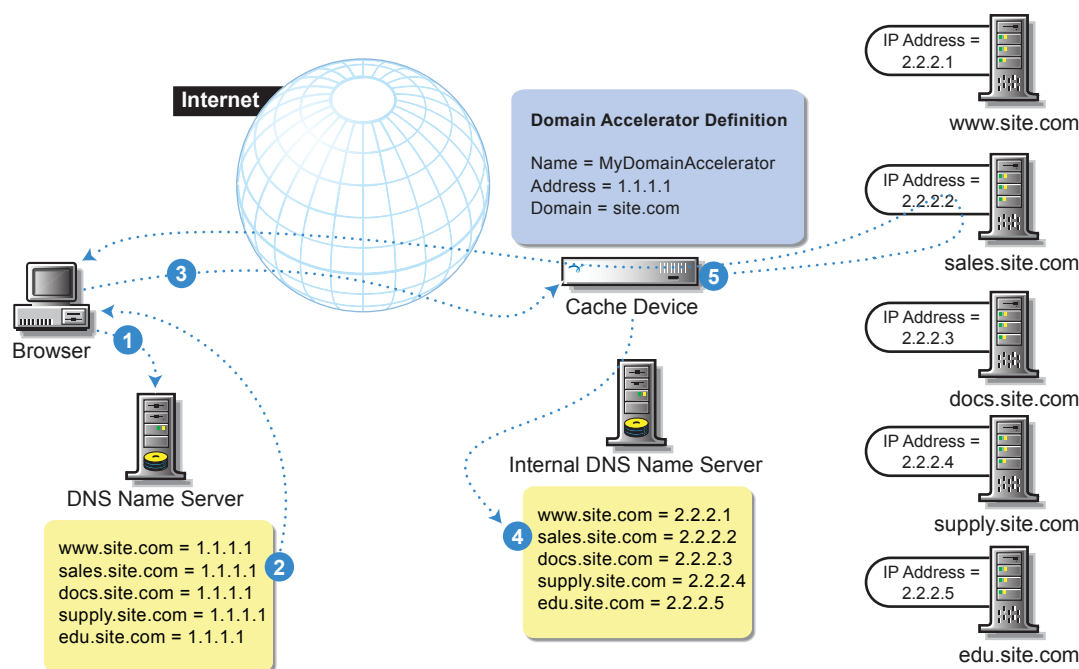 Internet
Domain Accelerator Definition
Name = MyDomainAccelerator
Address = 1.1.1.1
Domain = site.com
IP Address =
2.2.2.1
www.site.com
IP Address =
2.2.2.2
sales.site.com
IP Address =
2.2.2.3
docs.site.com
IP Address =
2.2.2.4
supply.site.com
IP Address =
2.2.2.5
edu.site.com
3
5
Cache Device
Browser
1
DNS Name Server
www.site.com = 1.1.1.1
sales.site.com = 1.1.1.1
docs.site.com = 1.1.1.1
supply.site.com = 1.1.1.1
edu.site.com = 1.1.1.1
2
Internal DNS Name Server
4
www.site.com = 2.2.2.1
sales.site.com = 2.2.2.2
docs.site.com = 2.2.2.3
supply.site.com = 2.2.2.4
edu.site.com = 2.2.2.5